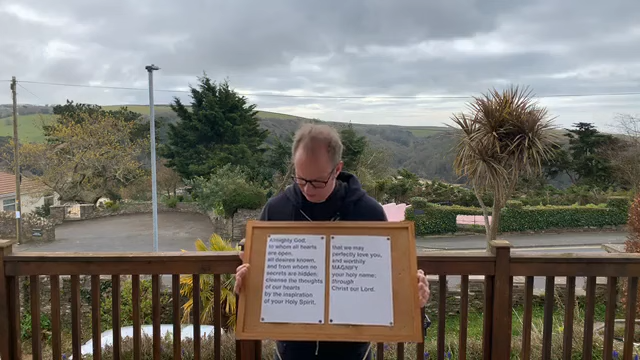 Almighty God,
to whom all hearts
are open,
all desires known,
and from whom no
secrets are hidden:
cleanse the thoughts
of our hearts
by the inspiration
of your Holy Spirit,
that we may
perfectly love you,
and worthily
MAGNIFY
your holy name;
through
Christ our Lord.